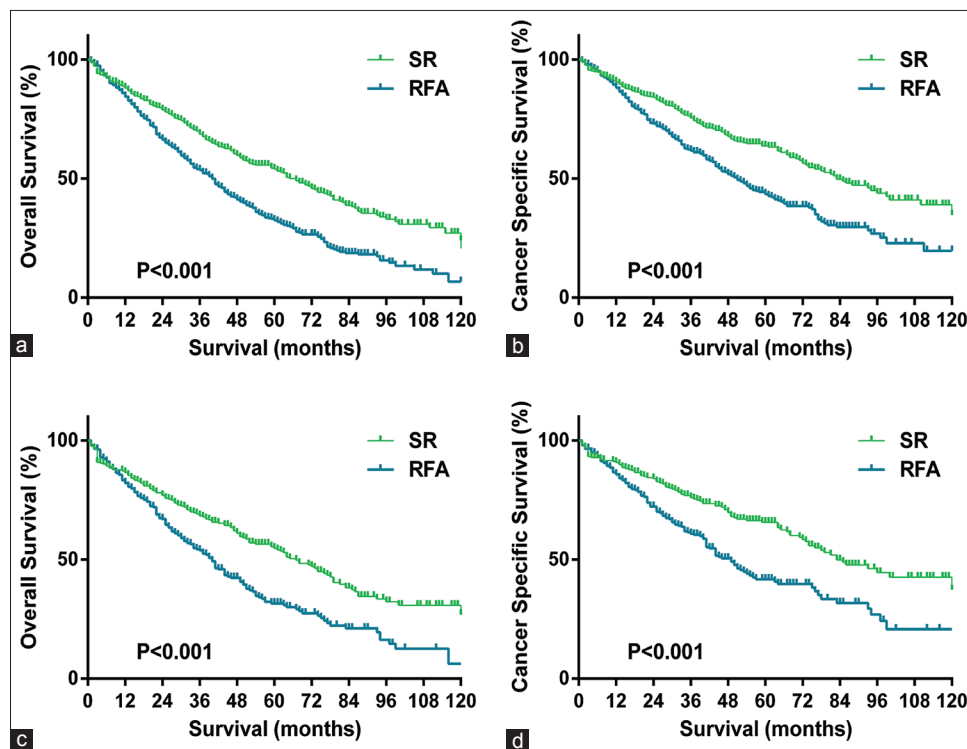 Overall Survival (%)
100
50
0
SR
RFA
P<0.001
0 12 24 36 48 60 72 84 96 108 120
Survival (months)
a
Cancer Specific Survival (%)
100
50
0
SR
RFA
P<0.001
0 12 24 36 48 60 72 84 96 108 120
Survival (months)
b
Overall Survival (%)
100
50
0
SR
RFA
P<0.001
0 12 24 36 48 60 72 84 96 108 120
Survival (months)
c
Cancer Specific Survival (%)
100
50
0
SR
RFA
P<0.001
0 12 24 36 48 60 72 84 96 108 120
Survival (months)
d